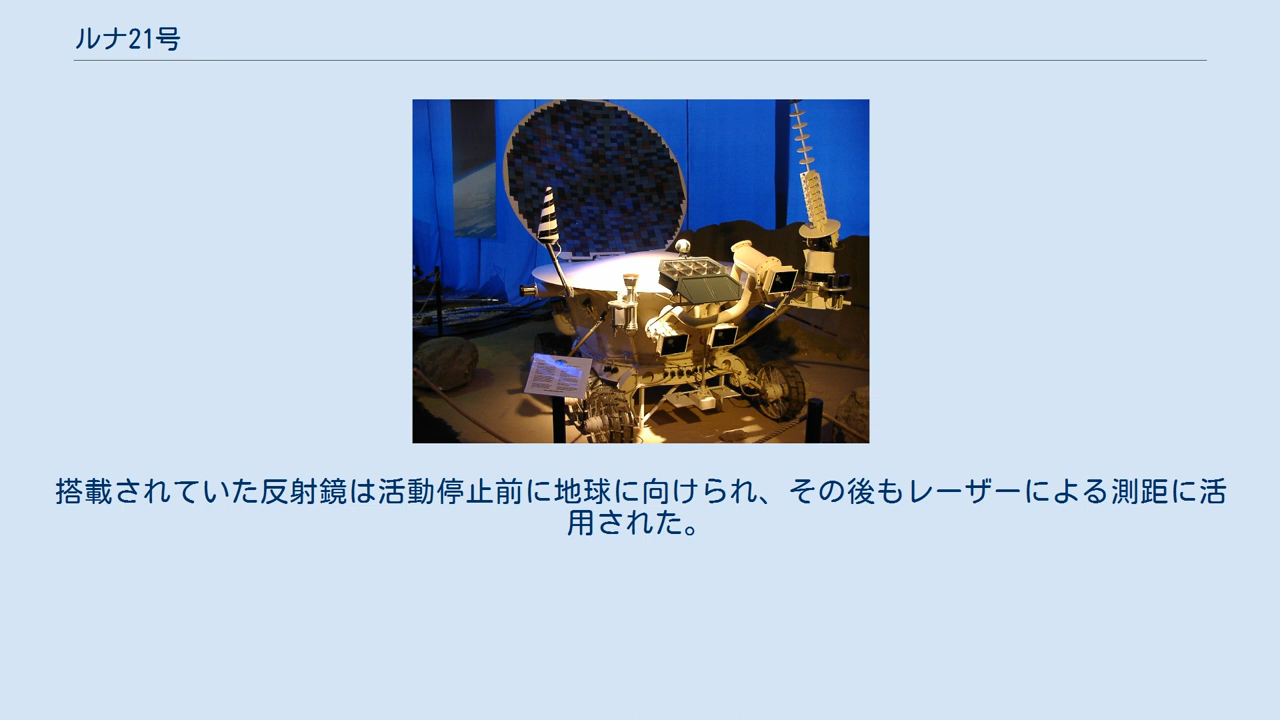 ルナ21号
搭載されていた反射鏡は活動停止前に地球に向けられ、その後もレーザーによる測距に活
用された。